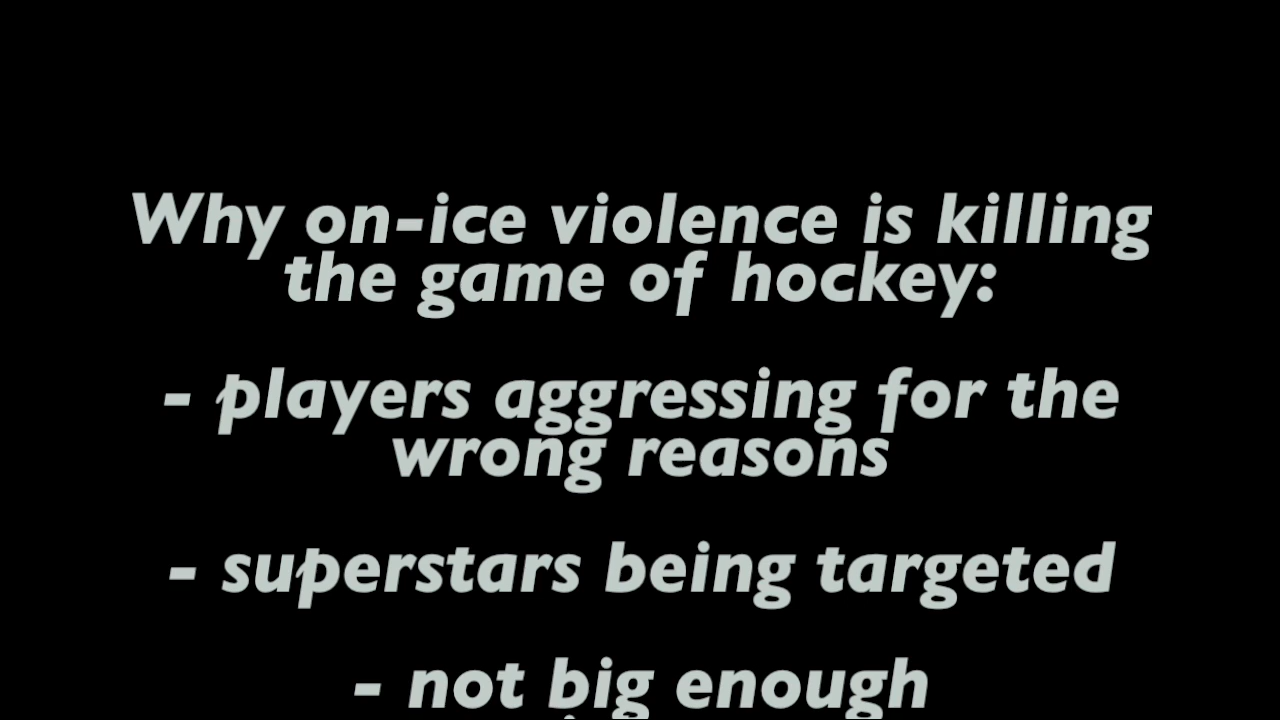 Why on-ice violence is killing
the game of hockey:
- players aggressing for the
wrong reasons
- superstars being targeted
- not big enough